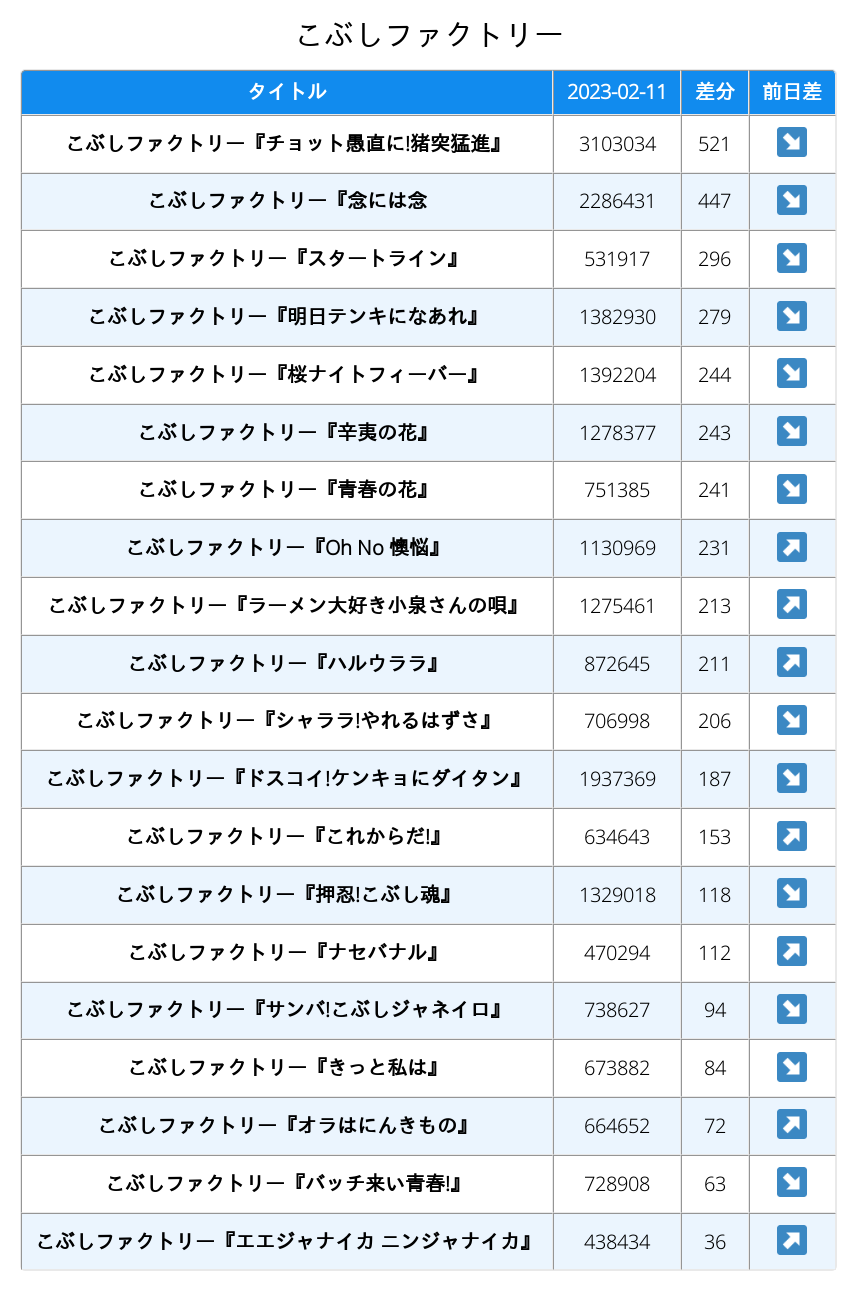 こぶしファクトリー
タイトル 2023-02-11 差分 前日差
こぶしファクトリー『チョット愚直に!猪突猛進』 3103034 521 ↘
こぶしファクトリー『念には念 2286431 447 ↘
こぶしファクトリー『スタートライン』 531917 296 ↘
こぶしファクトリー『明日テンキになあれ』 1382930 279 ↘
こぶしファクトリー『桜ナイトフィーバー』 1392204 244 ↘
こぶしファクトリー『辛夷の花』 1278377 243 ↘
こぶしファクトリー『青春の花』 751385 241 ↘
こぶしファクトリー『Oh No 懊悩』 1130969 231 ↗
こぶしファクトリー『ラーメン大好き小泉さんの唄』 1275461 213 ↗
こぶしファクトリー『ハルウララ』 872645 211 ↗
こぶしファクトリー『シャララ!やれるはずさ』 706998 206 ↘
こぶしファクトリー『ドスコイ!ケンキョにダイタン』 1937369 187 ↘
こぶしファクトリー『これからだ!』 634643 153 ↗
こぶしファクトリー『押忍!こぶし魂』 1329018 118 ↘
こぶしファクトリー『ナセバナル』 470294 112 ↗
こぶしファクトリー『サンバ!こぶしジャネイロ』 738627 94 ↘
こぶしファクトリー『きっと私は』 673882 84 ↘
こぶしファクトリー『オラはにんきもの』 664652 72 ↗
こぶしファクトリー『バッチ来い青春!』 728908 63 ↘
こぶしファクトリー『エエジャナイカ ニンジャナイカ』 438434 36 ↗